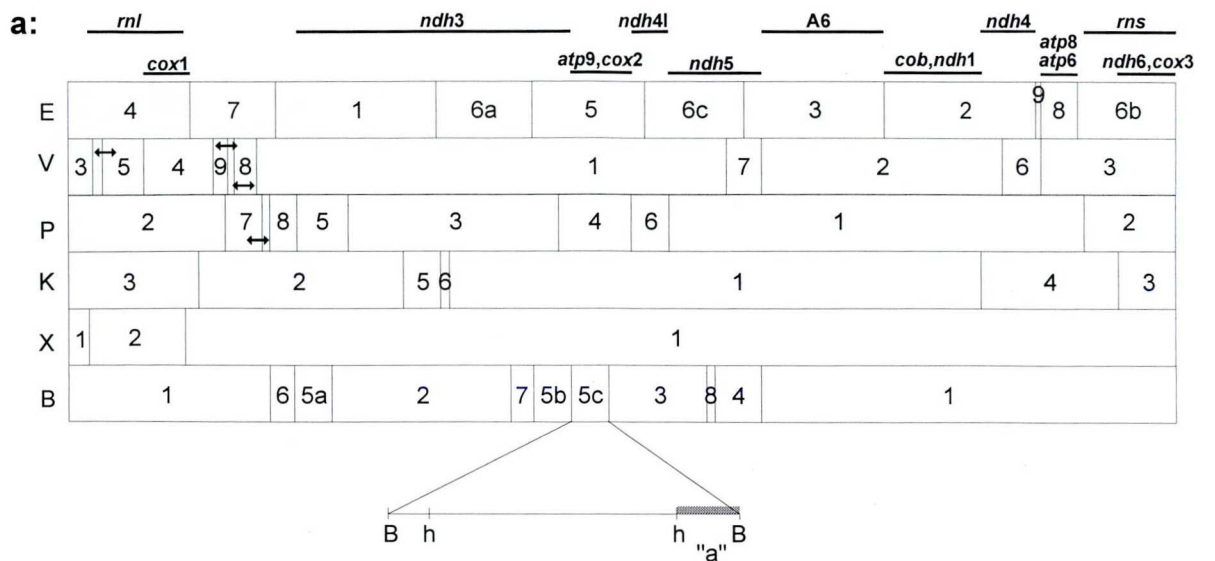 a: rnl ndh3 ndh4l A6 ndh4 rns
cox1 atp9,cox2 ndh5 cob,ndh1 atp8 atp6 ndh6,cox3
E 4 7 1 6a 5 6c 3 2 9 8 6b
V 3 5 4 9 8 1 7 2 6 3
P 2 7 8 5 3 4 6 1 2
K 3 2 5 6 1 4 3
X 1 2 1
B 1 6 5a 2 7 5b 5c 3 8 4 1
B h h B
"a"